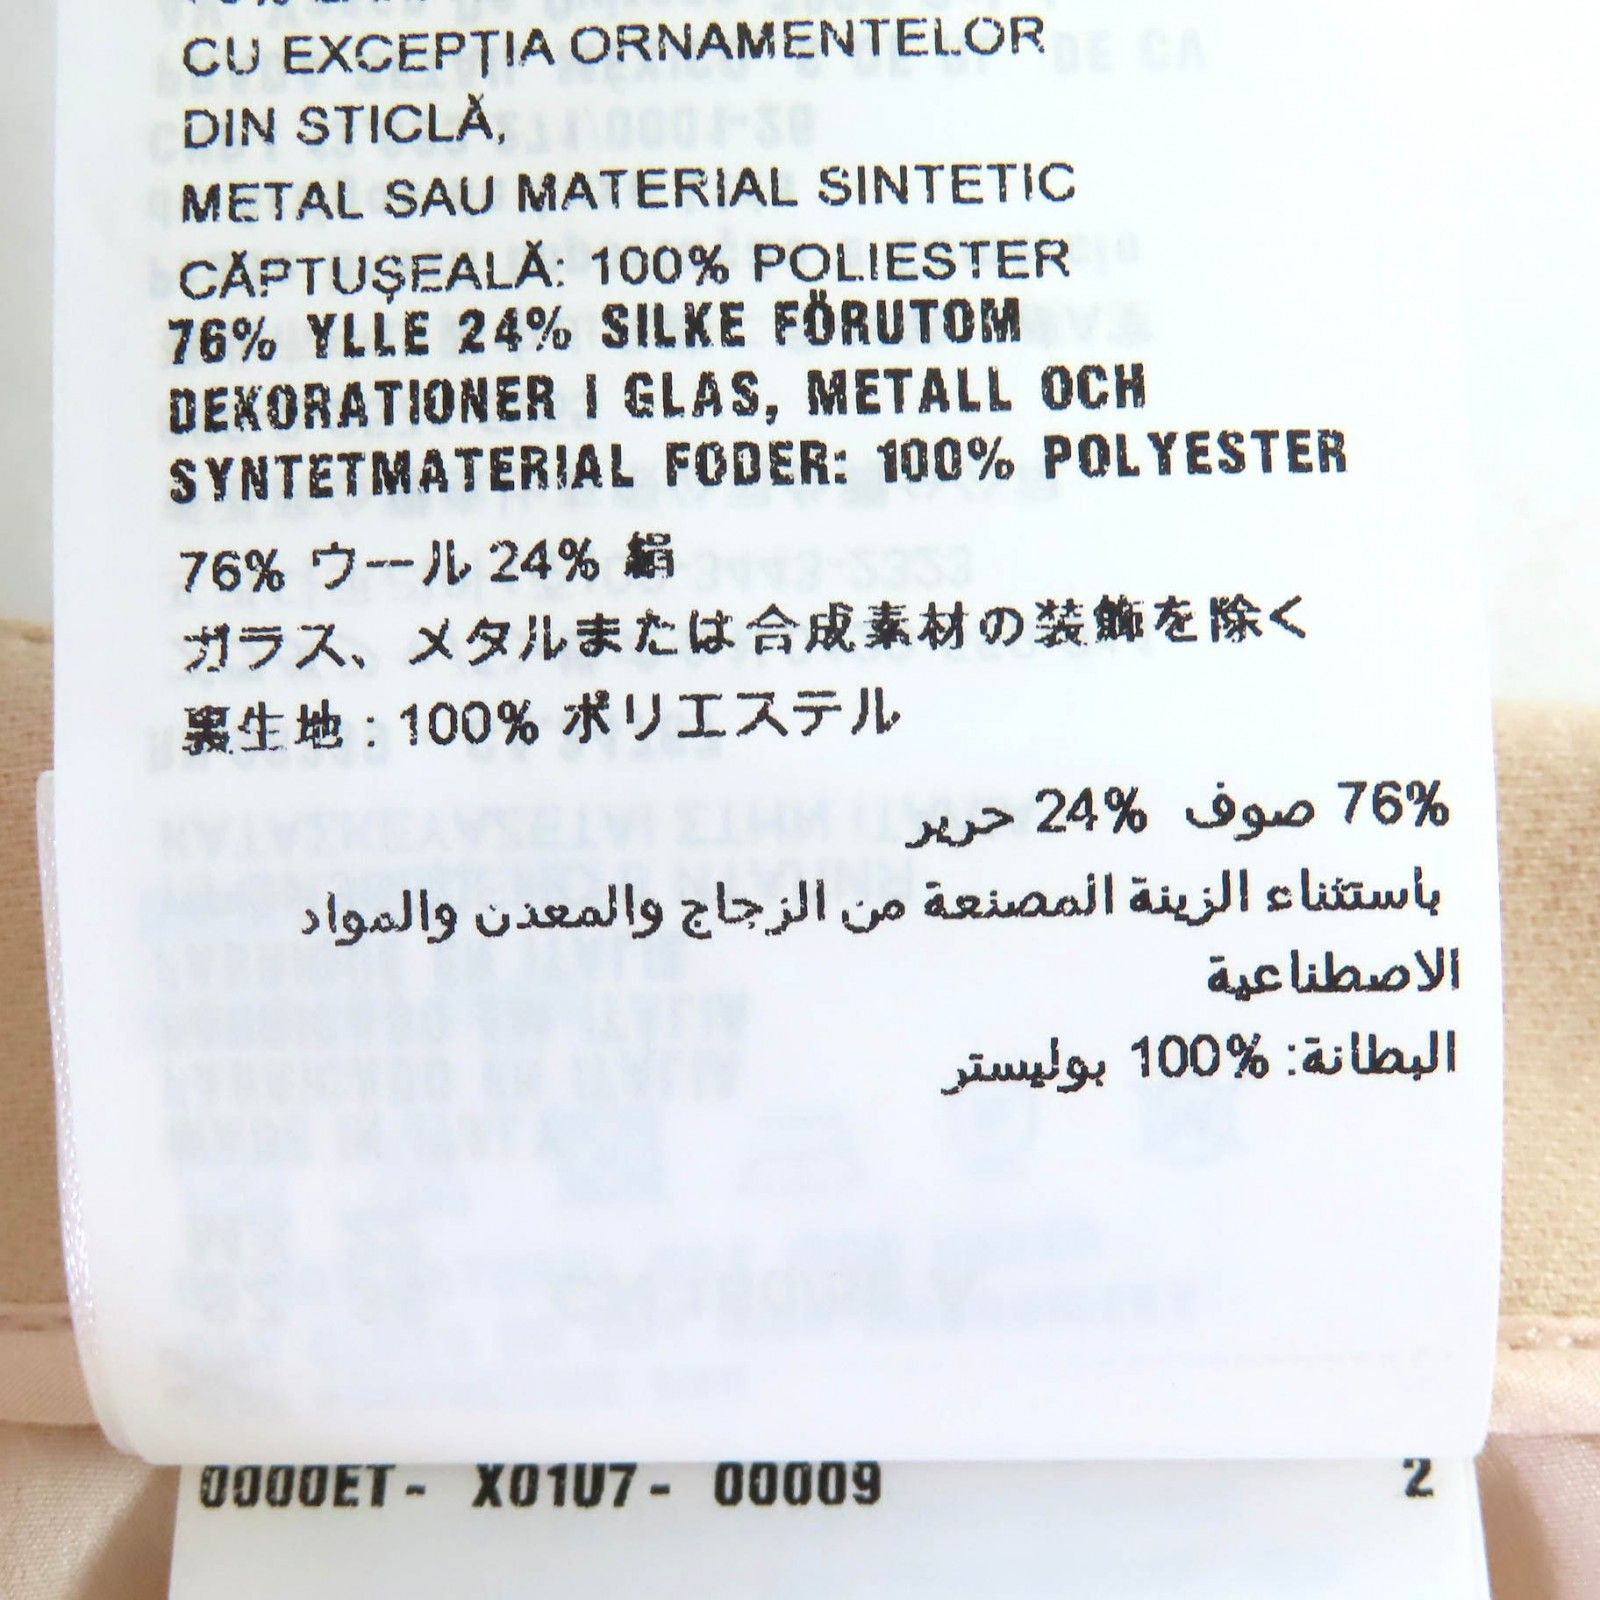 CU EXCEPȚIA ORNAMENTELOR
DIN STICLĂ,
METAL SAU MATERIAL SINTETIC
CĂPTUȘEALĂ: 100% POLIESTER
76% YLLE 24% SILKE FÖRUTOM
DEKORATIONER I GLAS, METALL OCH
SYNTETMATERIAL FODER: 100% POLYESTER
76% ウール 24% 絹
ガラス、メタルまたは合成素材の装飾を除く
裏生地 : 100% ポリエステル
76% صوف 24% حرير
باستثناء الزينة المصنعة من الزجاج والمعدن والمواد
الاصطناعية
البطانة: 100% بوليستر
0000ET- X01U7- 00009 2